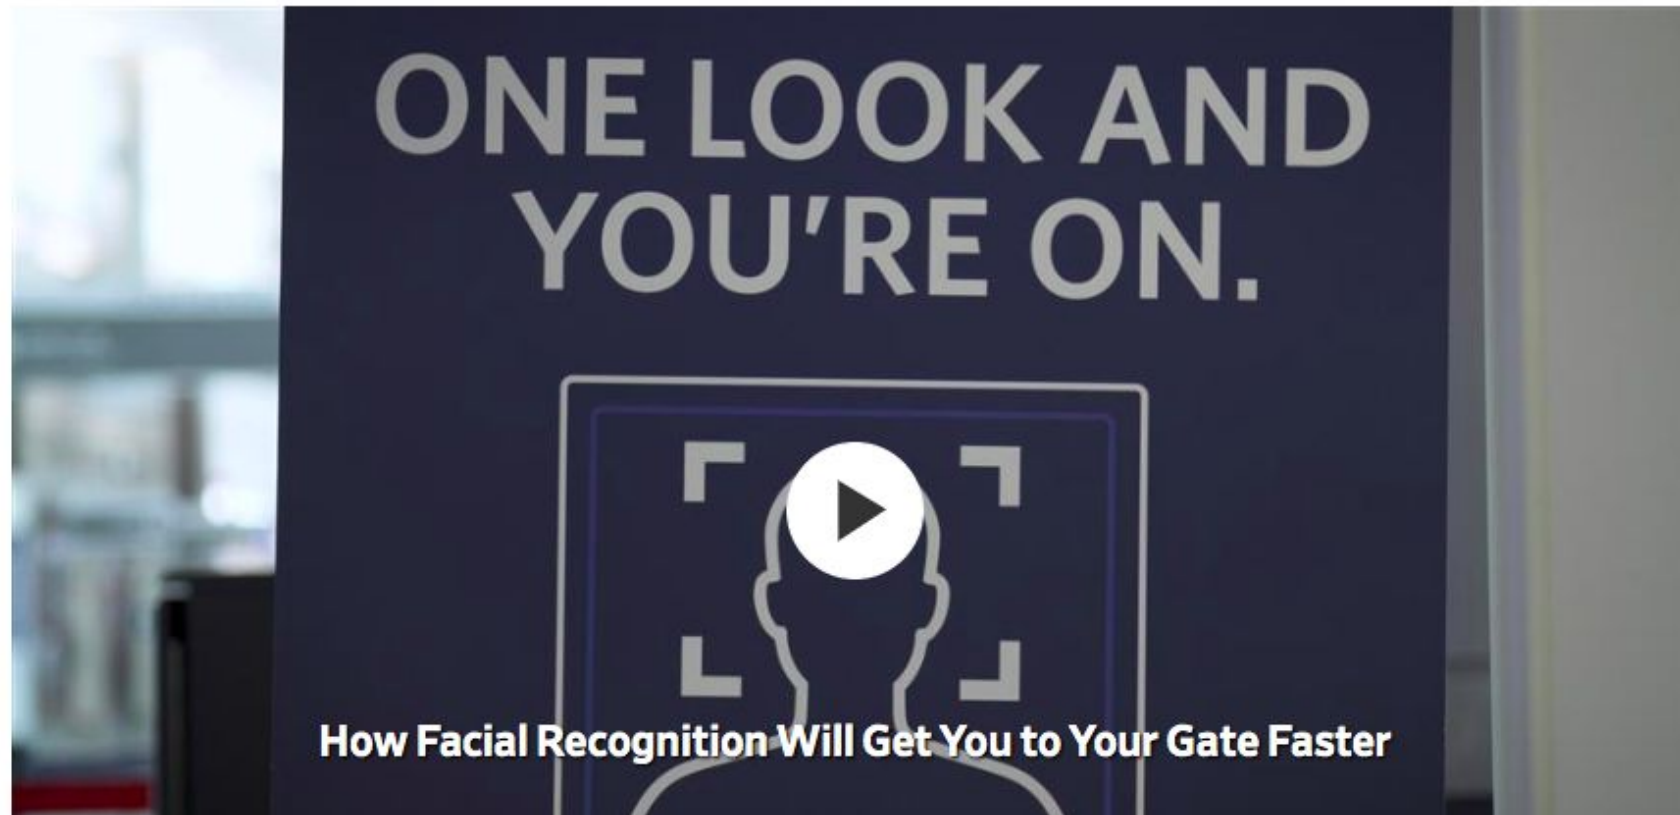 ONE LOOK AND
YOU'RE ON.
How Facial Recognition Will Get You to Your Gate Faster